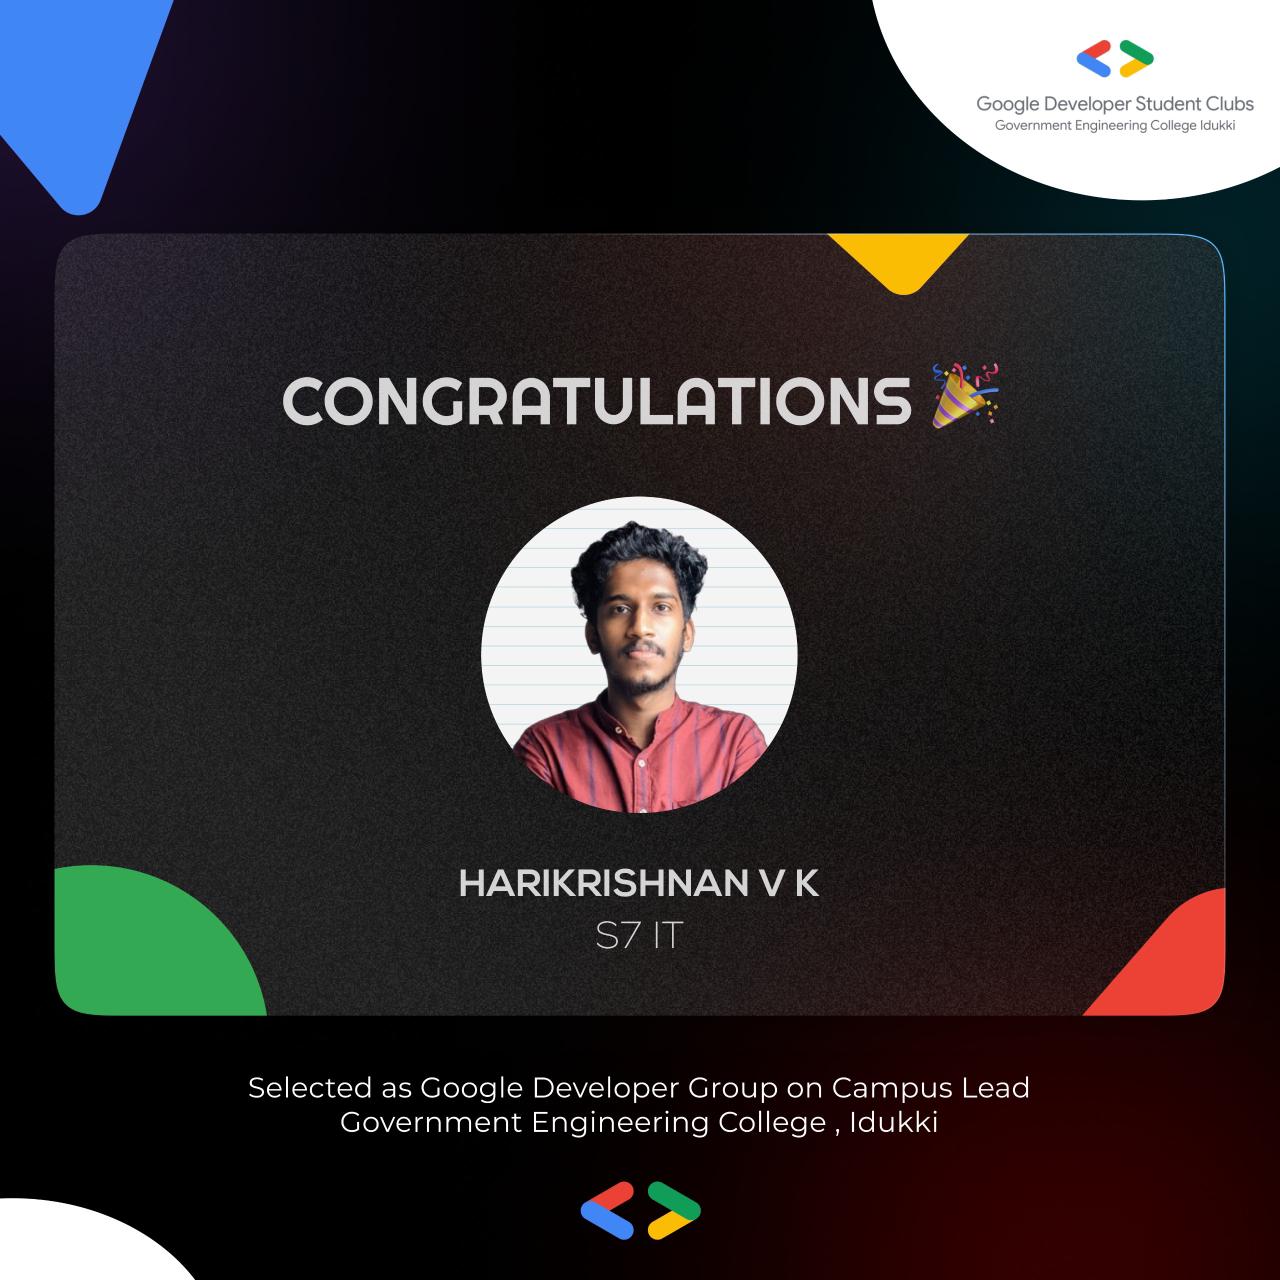 Google Developer Student Clubs
Government Engineering College Idukki
CONGRATULATIONS 🎉
HARIKRISHNAN V K
S7 IT
Selected as Google Developer Group on Campus Lead
Government Engineering College , Idukki